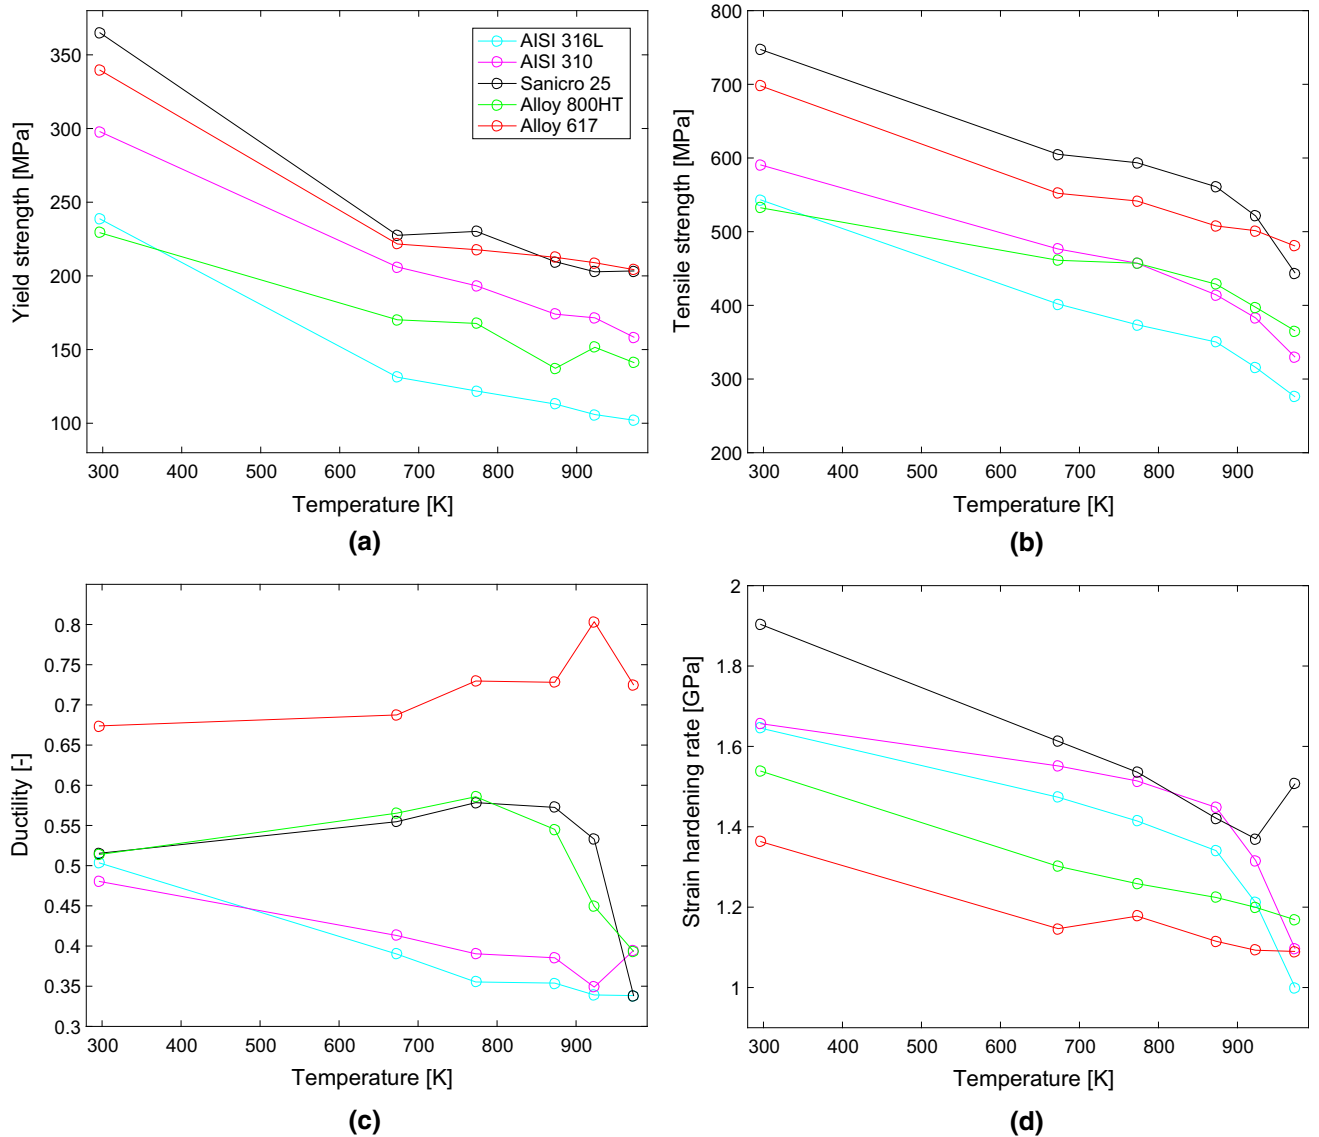 350
300
250
200
150
100
300 400 500 600 700 800 900
Yield strength [MPa]
Temperature [K]
AISI 316L
AISI 310
Sanicro 25
Alloy 800HT
Alloy 617
(a)
800
700
600
500
400
300
200
300 400 500 600 700 800 900
Tensile strength [MPa]
Temperature [K]
(b)
0.8
0.75
0.7
0.65
0.6
0.55
0.5
0.45
0.4
0.35
0.3
300 400 500 600 700 800 900
Ductility [-]
Temperature [K]
(c)
2
1.8
1.6
1.4
1.2
1
300 400 500 600 700 800 900
Strain hardening rate [GPa]
Temperature [K]
(d)